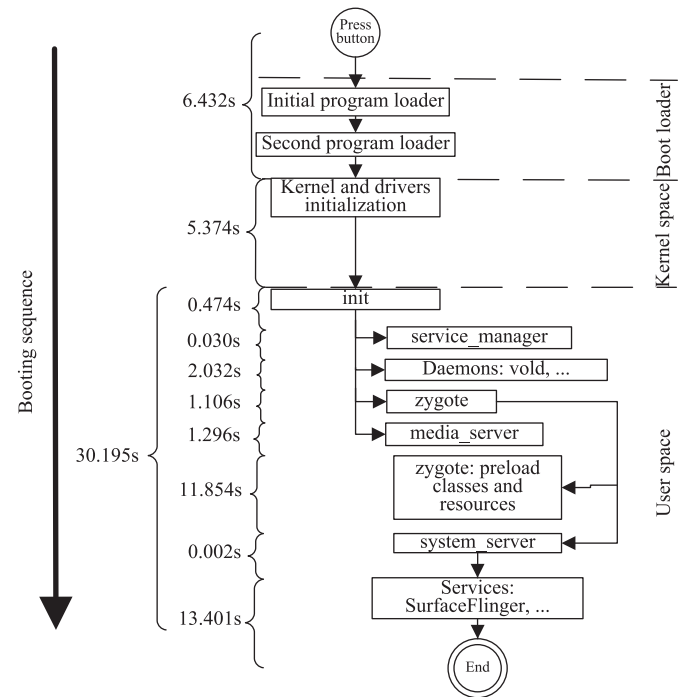 Press
button
6.432s
Initial program loader
Second program loader
Boot loader
Kernel and drivers
initialization
5.374s
Kernel space
Booting sequence
30.195s
0.474s
init
0.030s
service_manager
2.032s
Daemons: vold, ...
1.106s
zygote
1.296s
media_server
11.854s
zygote: preload
classes and
resources
User space
0.002s
system_server
13.401s
Services:
SurfaceFlinger, ...
End